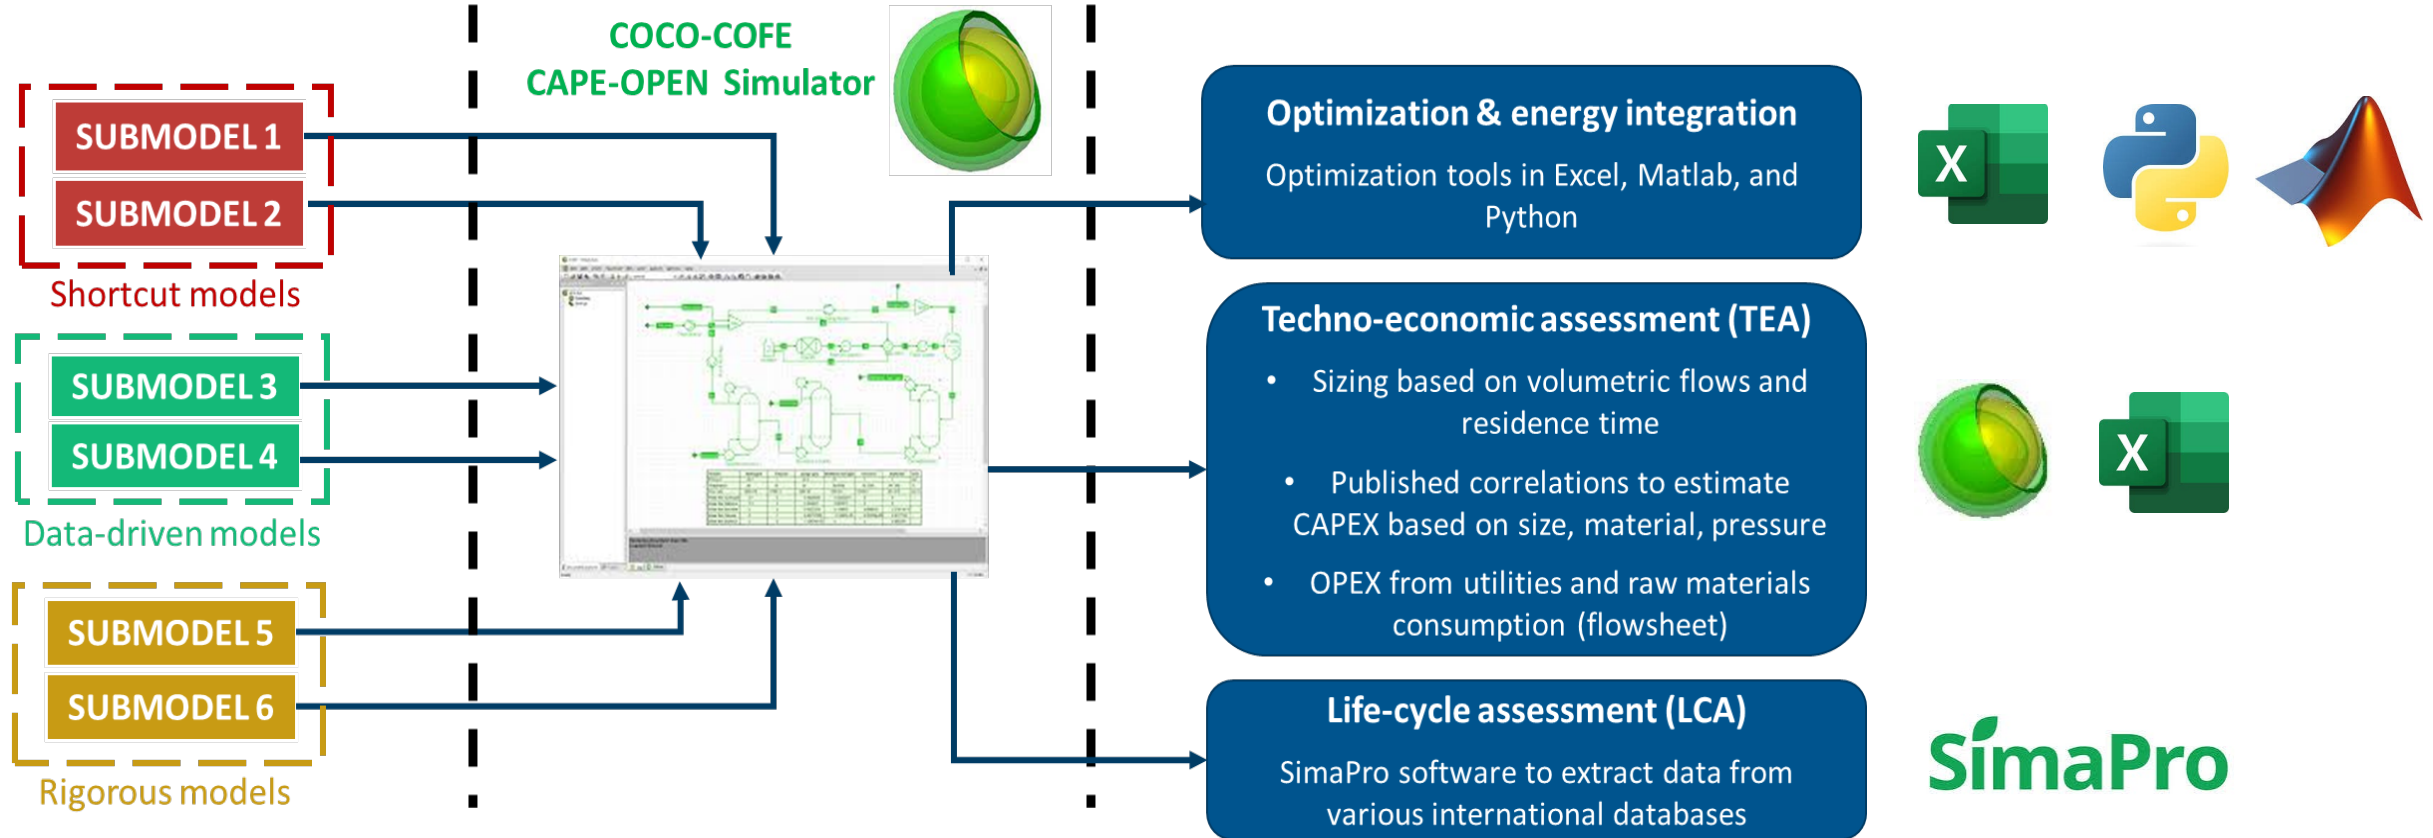 COCO-COFE
CAPE-OPEN Simulator
SUBMODEL 1
SUBMODEL 2
Shortcut models
SUBMODEL 3
SUBMODEL 4
Data-driven models
SUBMODEL 5
SUBMODEL 6
Rigorous models
Optimization & energy integration
Optimization tools in Excel, Matlab, and
Python
X
Techno-economic assessment (TEA)
• Sizing based on volumetric flows and
residence time
• Published correlations to estimate
CAPEX based on size, material, pressure
• OPEX from utilities and raw materials
consumption (flowsheet)
X
Life-cycle assessment (LCA)
SimaPro software to extract data from
various international databases
SimaPro